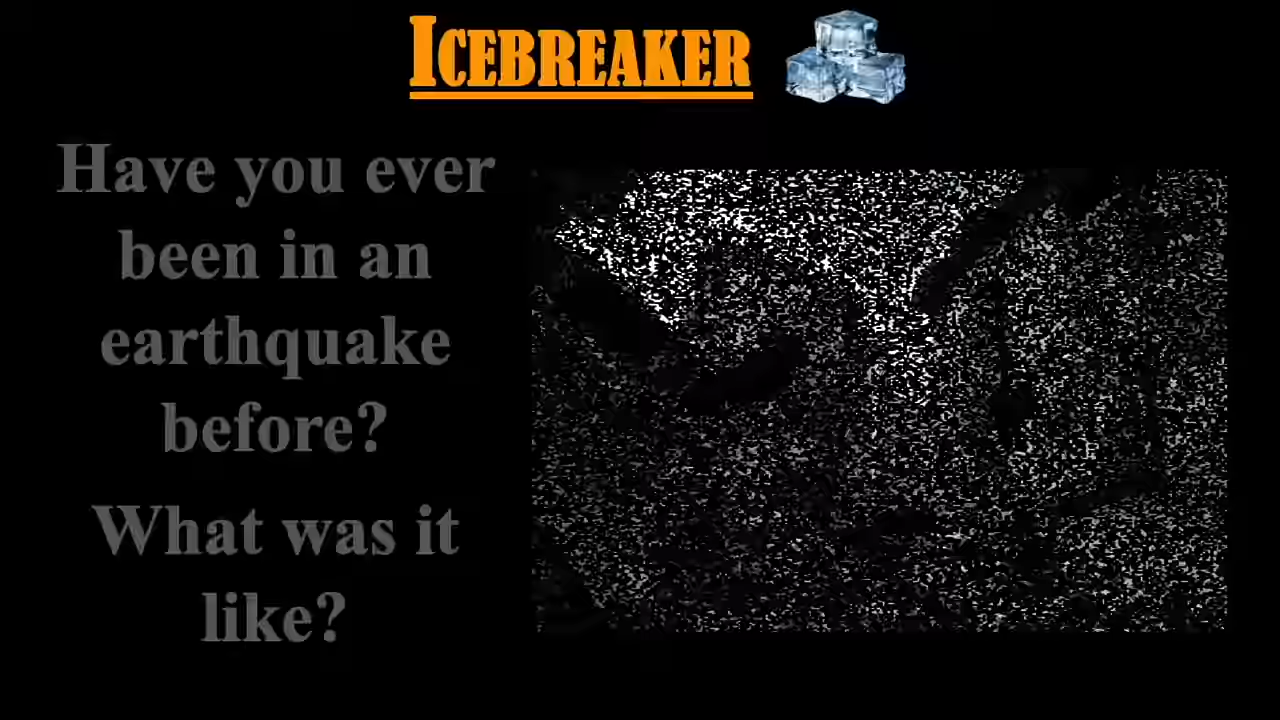 ICEBREAKER
Have you ever
been in an
earthquake
before?
What was it
like?